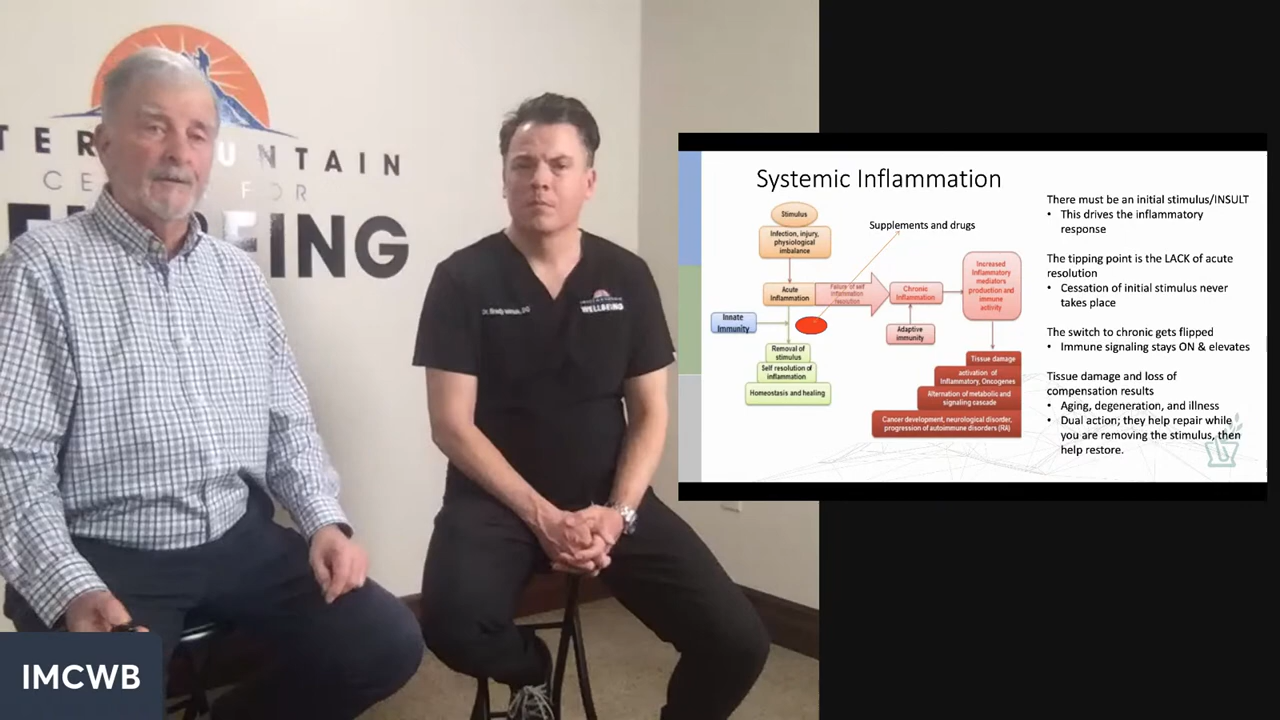 TER UNTAIN
CE FOR
EING
WELLBEING
IMCWB
Systemic Inflammation
Stimulus
Infection, injury,
physiological
imbalance
Supplements and drugs
Acute
Inflammation
Failure of self
inflammation
resolution
Chronic
Inflammation
Increased
Inflammatory
mediators
production and
immune
activity
Innate
Immunity
Adaptive
immunity
Removal of
stimulus
Self resolution of
inflammation
Homeostasis and healing
Tissue damage
activation of
Inflammatory, Oncogenes
Alternation of metabolic and
signaling cascade
Cancer development, neurological disorder,
progression of autoimmune disorders (RA)
There must be an initial stimulus/INSULT
• This drives the inflammatory
response
The tipping point is the LACK of acute
resolution
• Cessation of initial stimulus never
takes place
The switch to chronic gets flipped
• Immune signaling stays ON & elevates
Tissue damage and loss of
compensation results
• Aging, degeneration, and illness
• Dual action; they help repair while
you are removing the stimulus, then
help restore.